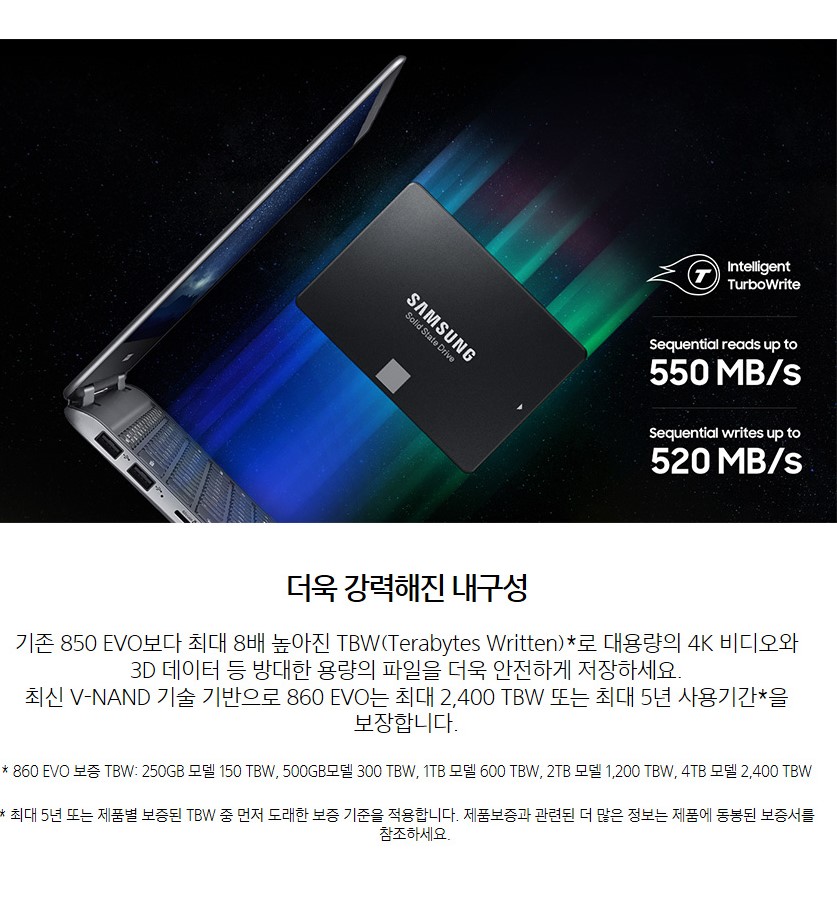 SAMSUNG
Solid State Drive
T
Intelligent
TurboWrite
Sequential reads up to
550 MB/s
Sequential writes up to
520 MB/s
더욱 강력해진 내구성
기존 850 EVO보다 최대 8배 높아진 TBW(Terabytes Written)*로 대용량의 4K 비디오와
3D 데이터 등 방대한 용량의 파일을 더욱 안전하게 저장하세요.
최신 V-NAND 기술 기반으로 860 EVO는 최대 2,400 TBW 또는 최대 5년 사용기간*을
보장합니다.
* 860 EVO 보증 TBW: 250GB 모델 150 TBW, 500GB모델 300 TBW, 1TB 모델 600 TBW, 2TB 모델 1,200 TBW, 4TB 모델 2,400 TBW
* 최대 5년 또는 제품별 보증된 TBW 중 먼저 도래한 보증 기준을 적용합니다. 제품보증과 관련된 더 많은 정보는 제품에 동봉된 보증서를
참조하세요.